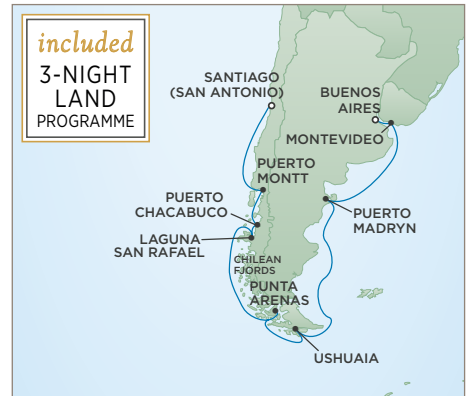 included
3-NIGHT
LAND
PROGRAMME
SANTIAGO
(SAN ANTONIO)
BUENOS
AIRES
MONTEVIDEO
PUERTO
MONTT
PUERTO
CHACABUCO
PUERTO
MADRYN
LAGUNA
SAN RAFAEL
CHILEAN
FJORDS
PUNTA
ARENAS
USHUAIA